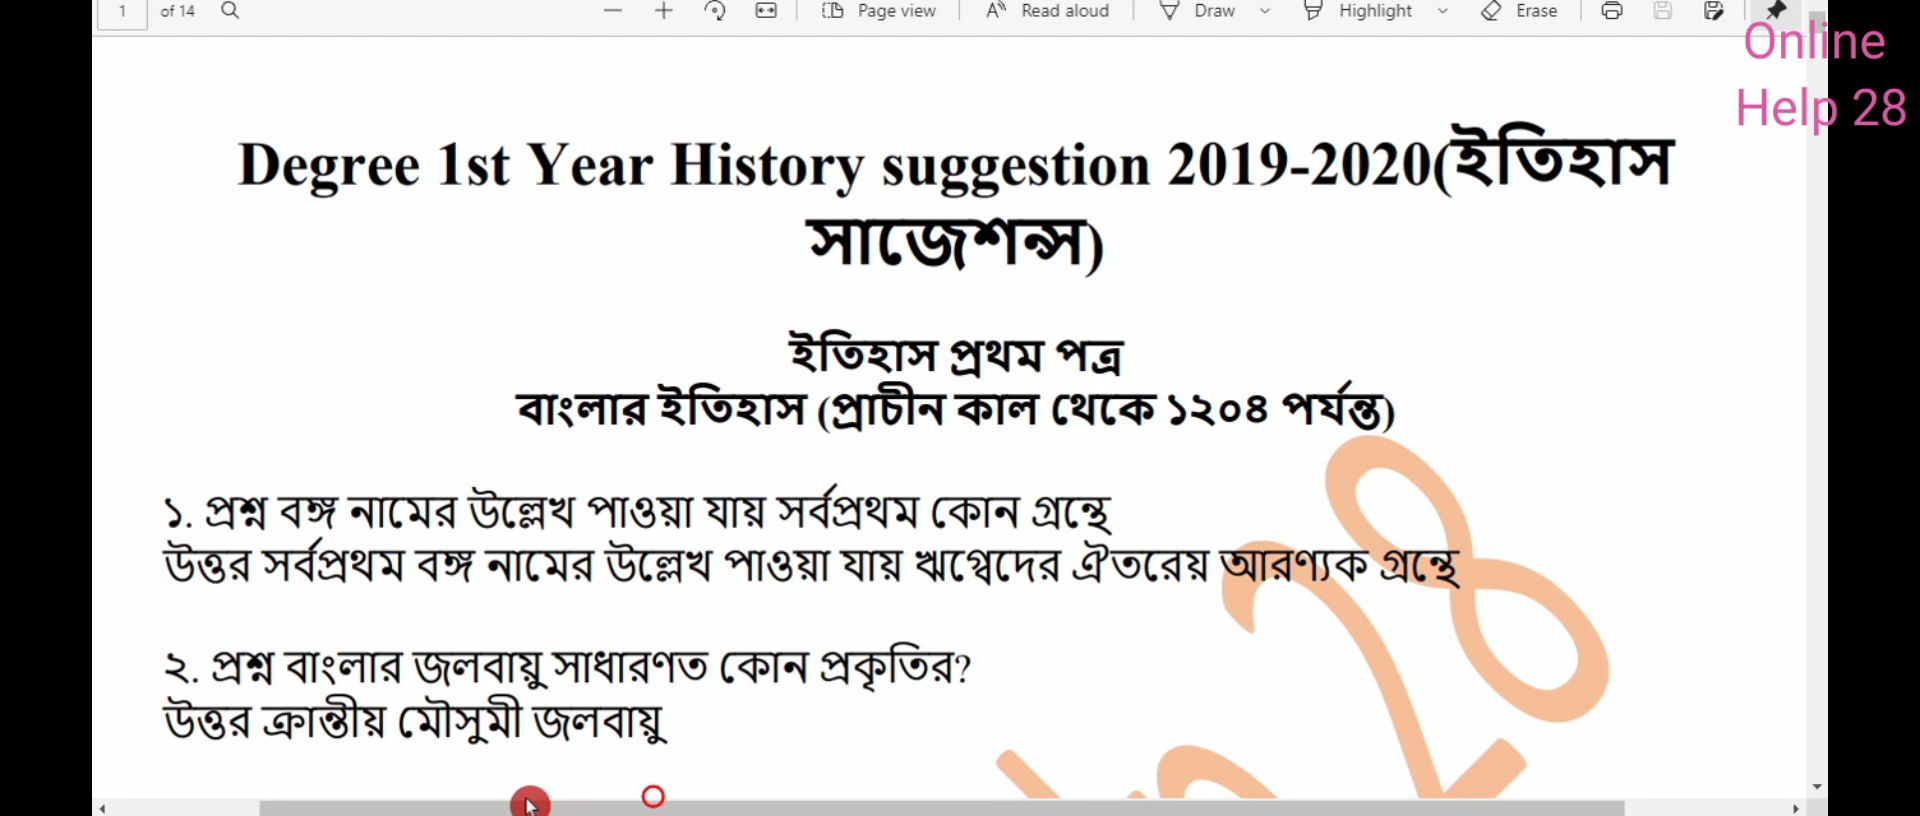 1 of 14 Page view Read aloud Draw Highlight Erase
Online
Help 28
Degree 1st Year History suggestion 2019-2020(ইতিহাস
সাজেশন্স)
ইতিহাস প্রথম পত্র
বাংলার ইতিহাস (প্রাচীন কাল থেকে ১২০৪ পর্যন্ত)
১. প্রশ্ন বঙ্গ নামের উল্লেখ পাওয়া যায় সর্বপ্রথম কোন গ্রন্থে
উত্তর সর্বপ্রথম বঙ্গ নামের উল্লেখ পাওয়া যায় ঋগ্বেদের ঐতরেয় আরণ্যক গ্রন্থে
২. প্রশ্ন বাংলার জলবায়ু সাধারণত কোন প্রকৃতির?
উত্তর ক্রান্তীয় মৌসুমী জলবায়ু
28